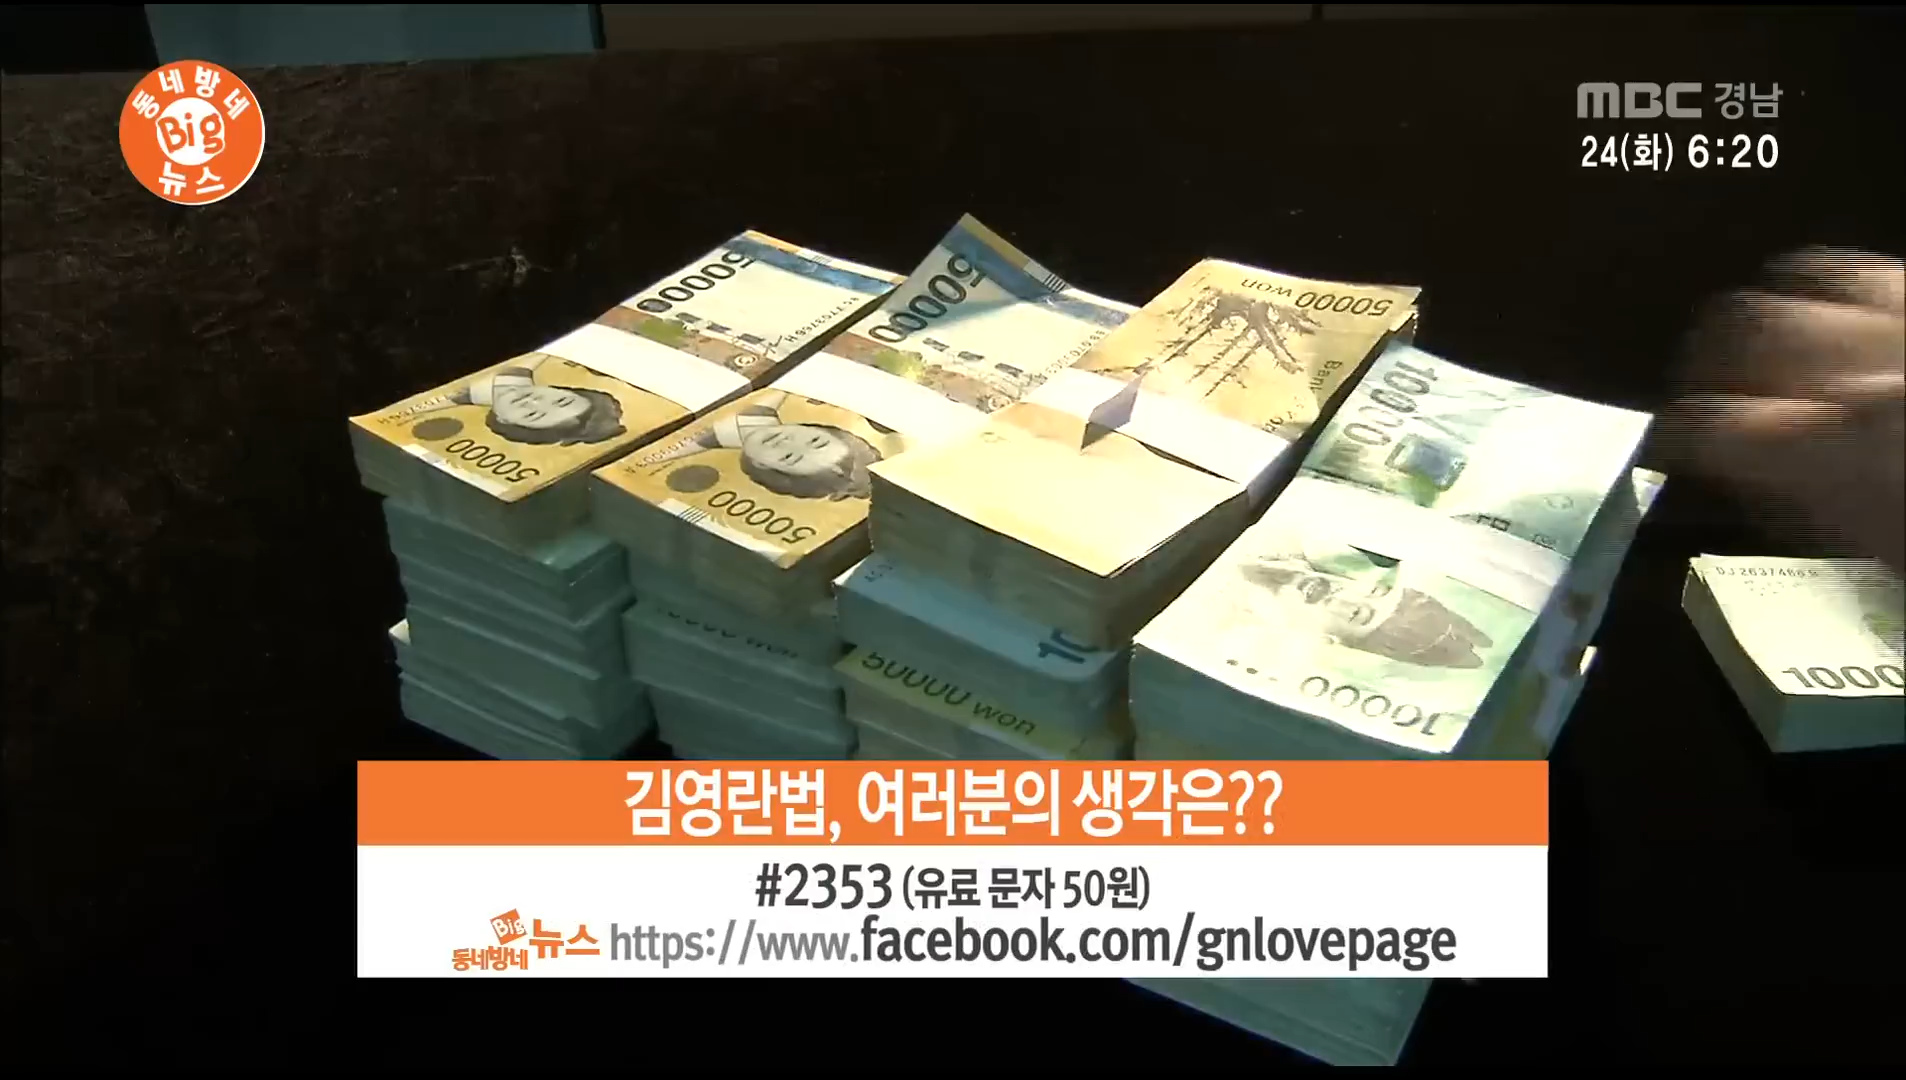 동네방네
Big
뉴스
MBC 경남
24(화) 6:20
50000
50000
50000 won
10000
50000
50000
50000 won
10000
DJ2637466B
1000
김영란법, 여러분의 생각은??
#2353 (유료 문자 50원)
Big
동네방네 뉴스 https://www.facebook.com/gnlovepage